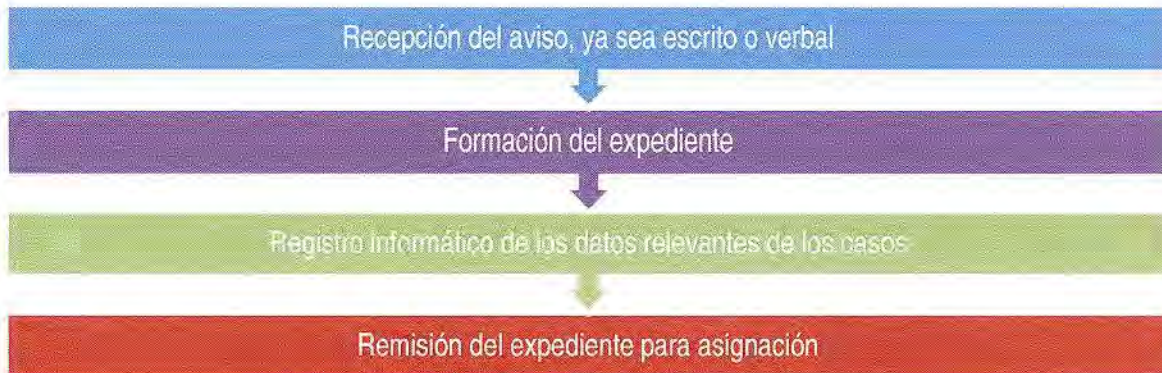 Recepción del aviso, ya sea escrito o verbal
Formación del expediente
Registro informático de los datos relevantes de los casos
Remisión del expediente para asignación